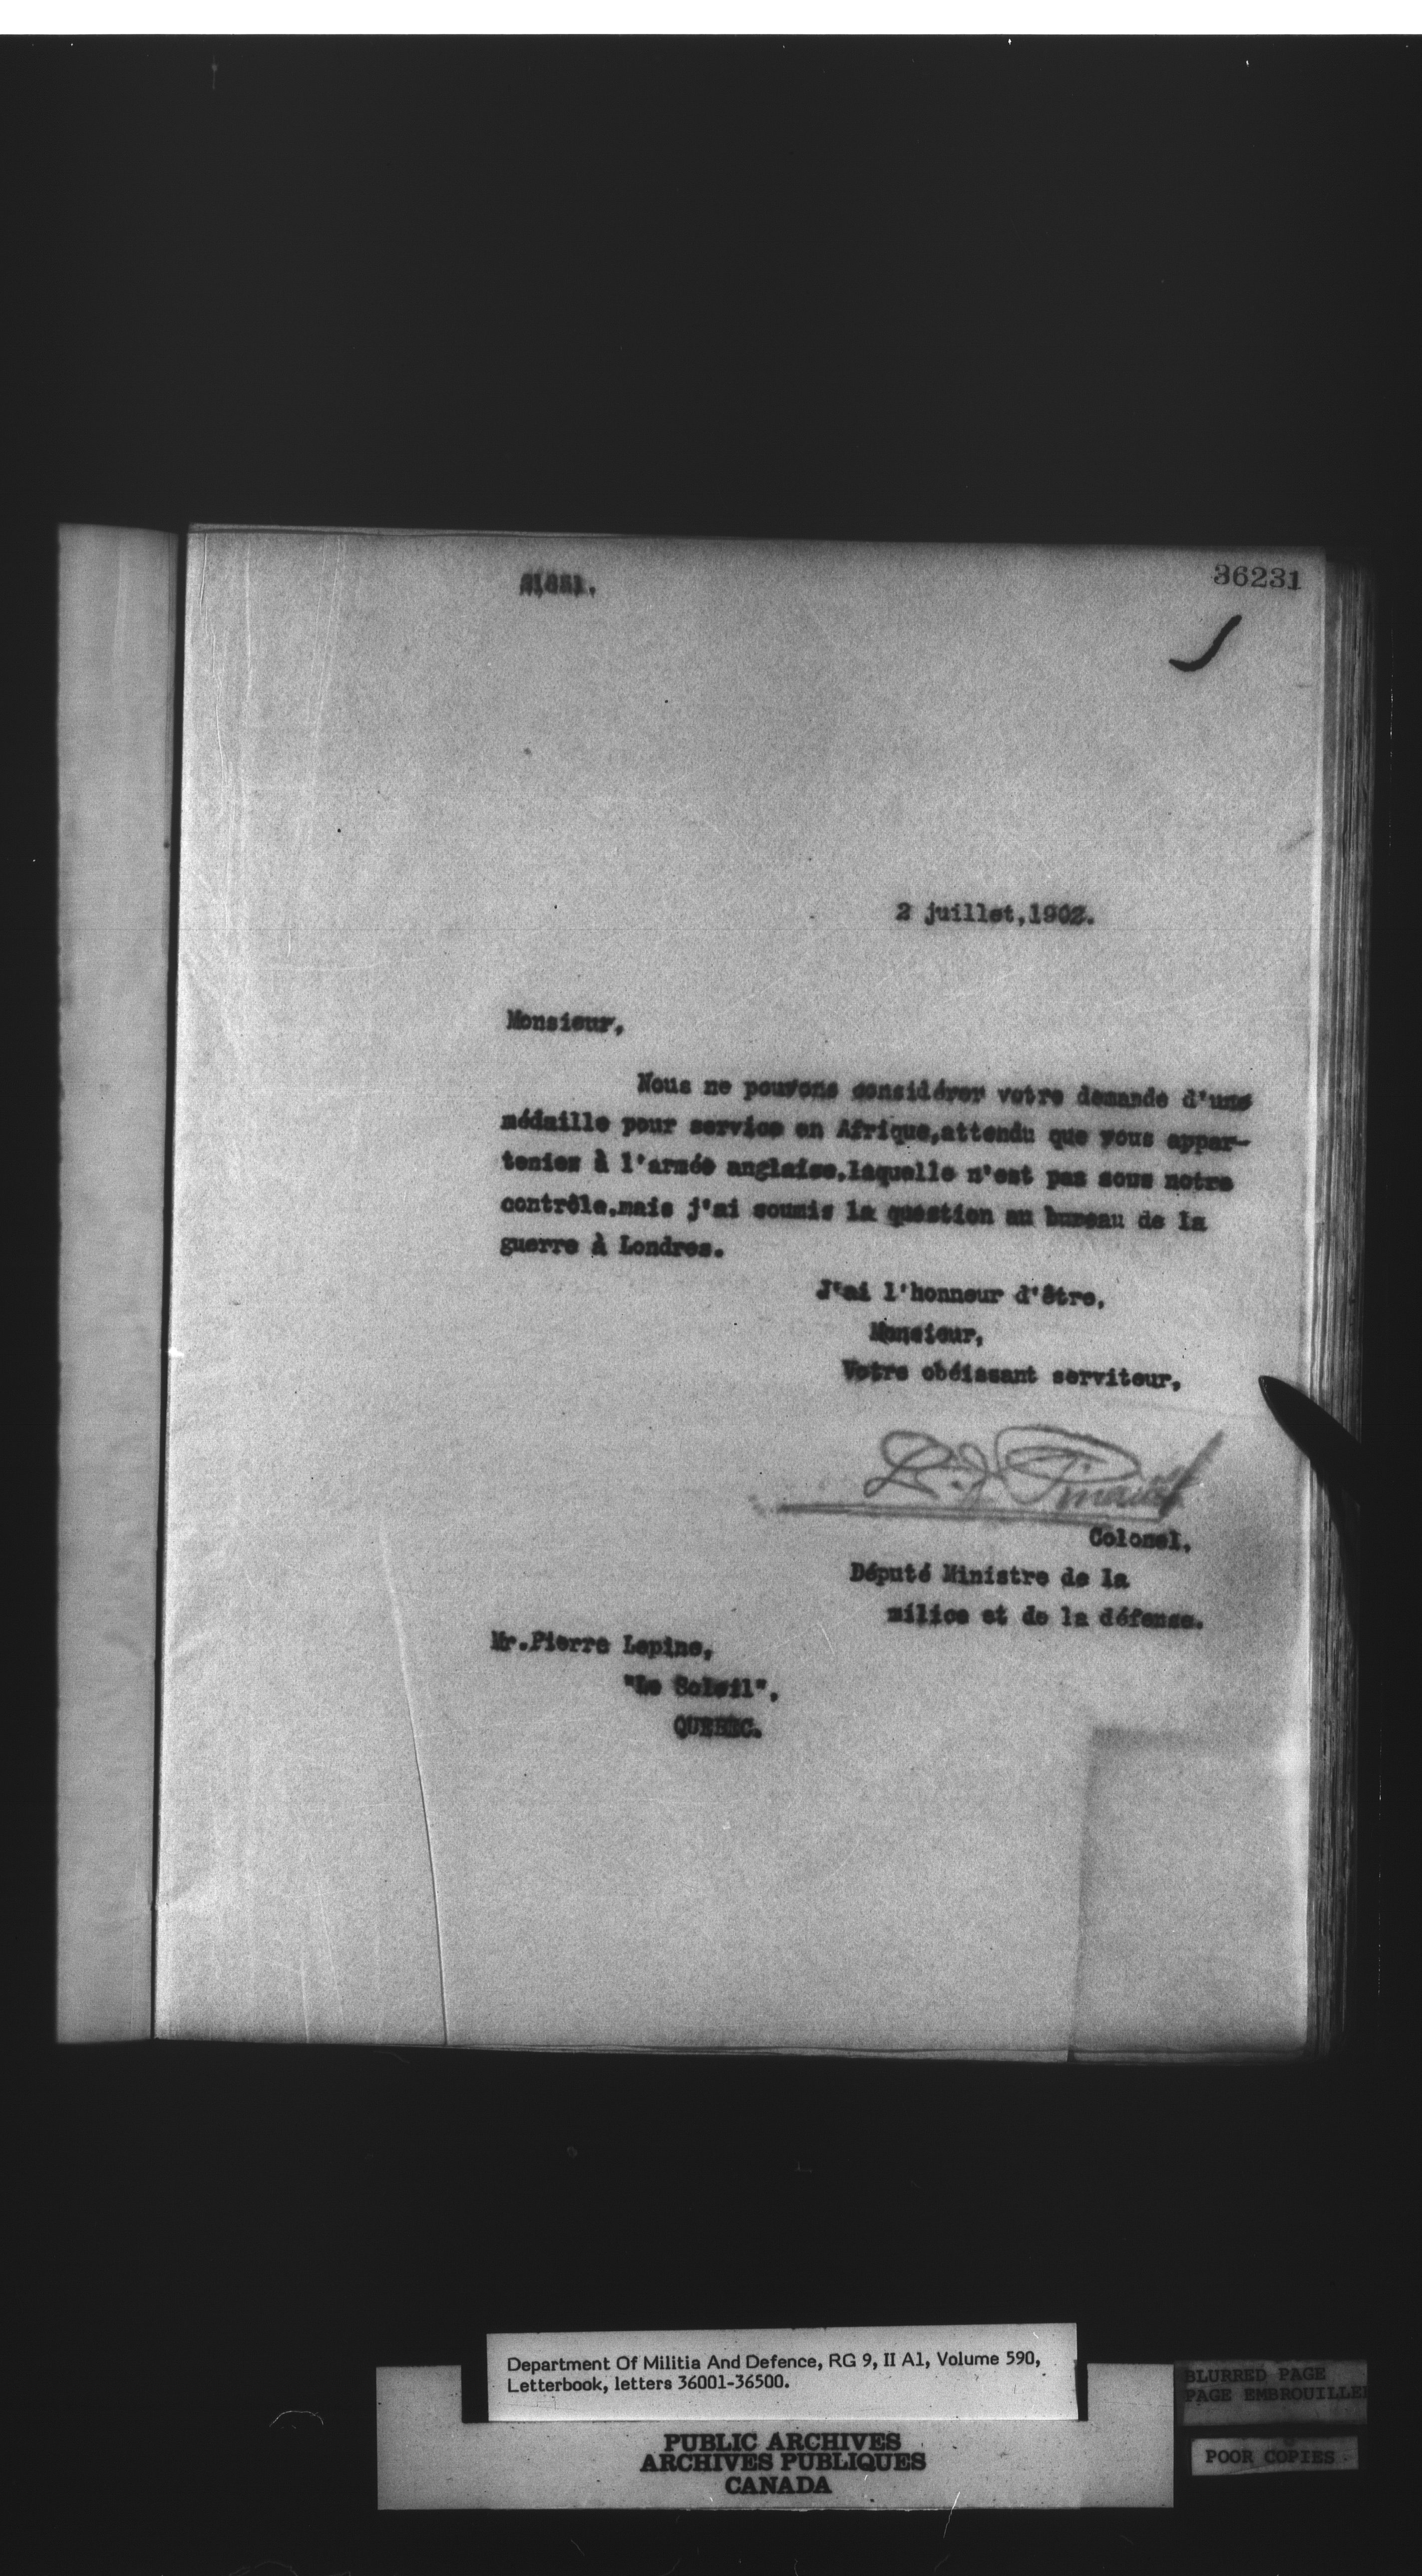 36231
2 juillet,1902.
Monsieur,
Nous ne pouvons considérer votre demande d'une
médaille pour service en Afrique,attendu que vous appar-
teniez à l'armée anglaise,laquelle n'est pas sous notre
contrôle,mais j'ai soumis la question au bureau de la
guerre à Londres.
J'ai l'honneur d'être,
Monsieur,
Votre obéissant serviteur,
Colonel,
Député Ministre de la
milice et de la défense.
Mr.Pierre Lepine,
"Le Soleil",
QUEBEC.
Department Of Militia And Defence, RG 9, II A1, Volume 590,
Letterbook, letters 36001-36500.
PUBLIC ARCHIVES
ARCHIVES PUBLIQUES
CANADA
BLURRED PAGE
PAGE EMBROUILLE
POOR COPIES